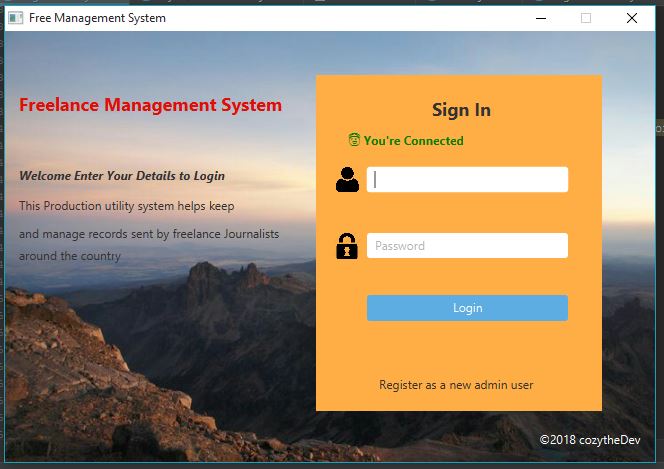 Free Management System
Freelance Management System
Welcome Enter Your Details to Login
This Production utility system helps keep
and manage records sent by freelance Journalists
around the country
Sign In
You're Connected
Password
Login
Register as a new admin user
©2018 cozytheDev